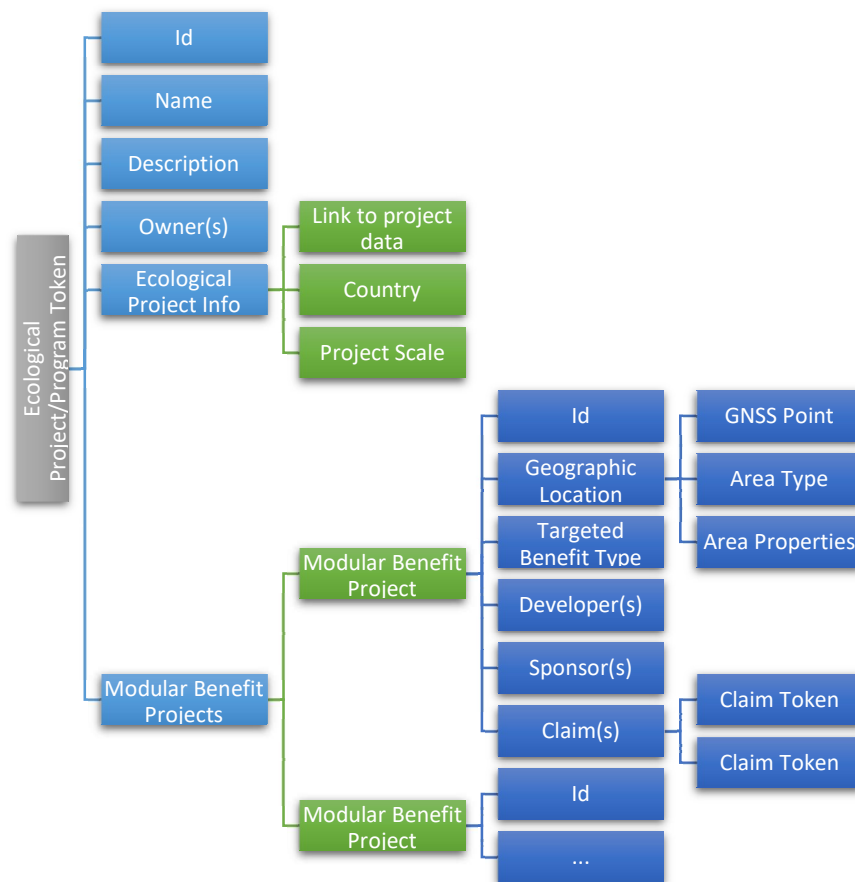 Id
Name
Description
Owner(s)
Ecological
Project Info
Link to project
data
Country
Project Scale
Ecological
Project/Program Token
Id
Geographic
Location
Targeted
Benefit Type
Developer(s)
Sponsor(s)
Claim(s)
GNSS Point
Area Type
Area Properties
Modular Benefit
Project
Modular Benefit
Projects
Claim Token
Claim Token
Modular Benefit
Project
Id
...